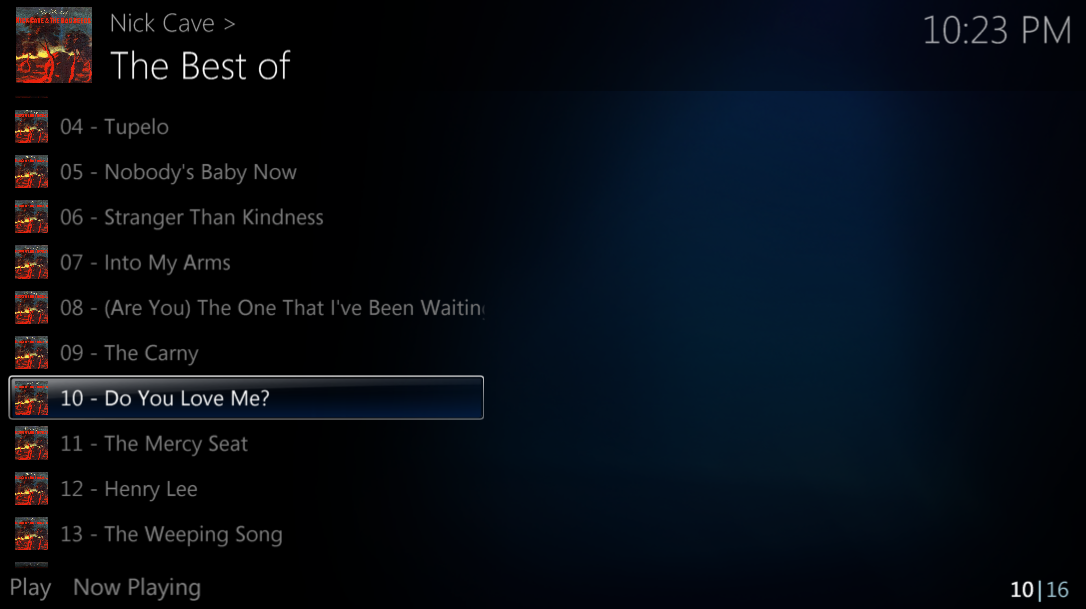 Nick Cave >
The Best of
10:23 PM
04 - Tupelo
05 - Nobody's Baby Now
06 - Stranger Than Kindness
07 - Into My Arms
08 - (Are You) The One That I've Been Waiting
09 - The Carny
10 - Do You Love Me?
11 - The Mercy Seat
12 - Henry Lee
13 - The Weeping Song
Play Now Playing
10|16